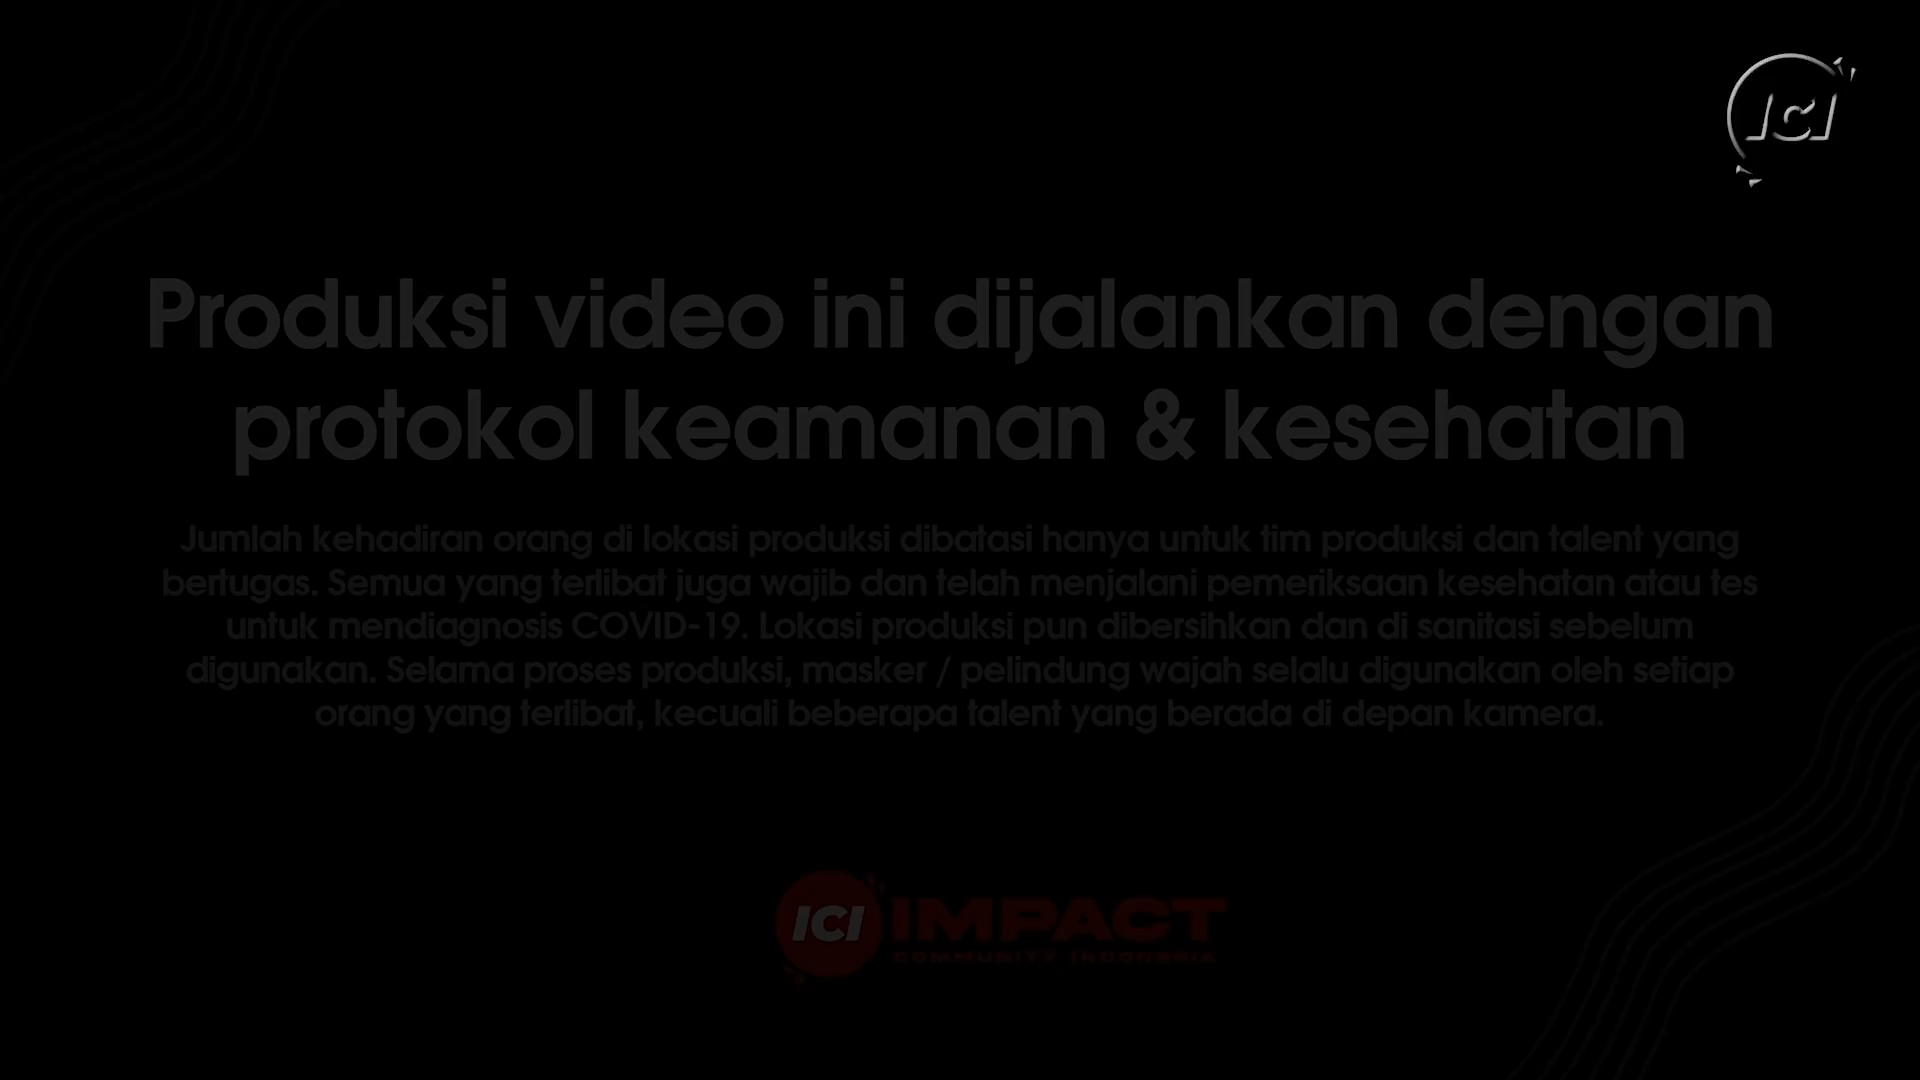 ICI
Produksi video ini dijalankan dengan
protokol keamanan & kesehatan
Jumlah kehadiran orang di lokasi produksi dibatasi hanya untuk tim produksi dan talent yang
bertugas. Semua yang terlibat juga wajib dan telah menjalani pemeriksaan kesehatan atau tes
untuk mendiagnosis COVID-19. Lokasi produksi pun dibersihkan dan di sanitasi sebelum
digunakan. Selama proses produksi, masker / pelindung wajah selalu digunakan oleh setiap
orang yang terlibat, kecuali beberapa talent yang berada di depan kamera.
ICI IMPACT
COMMUNITY INDONESIA